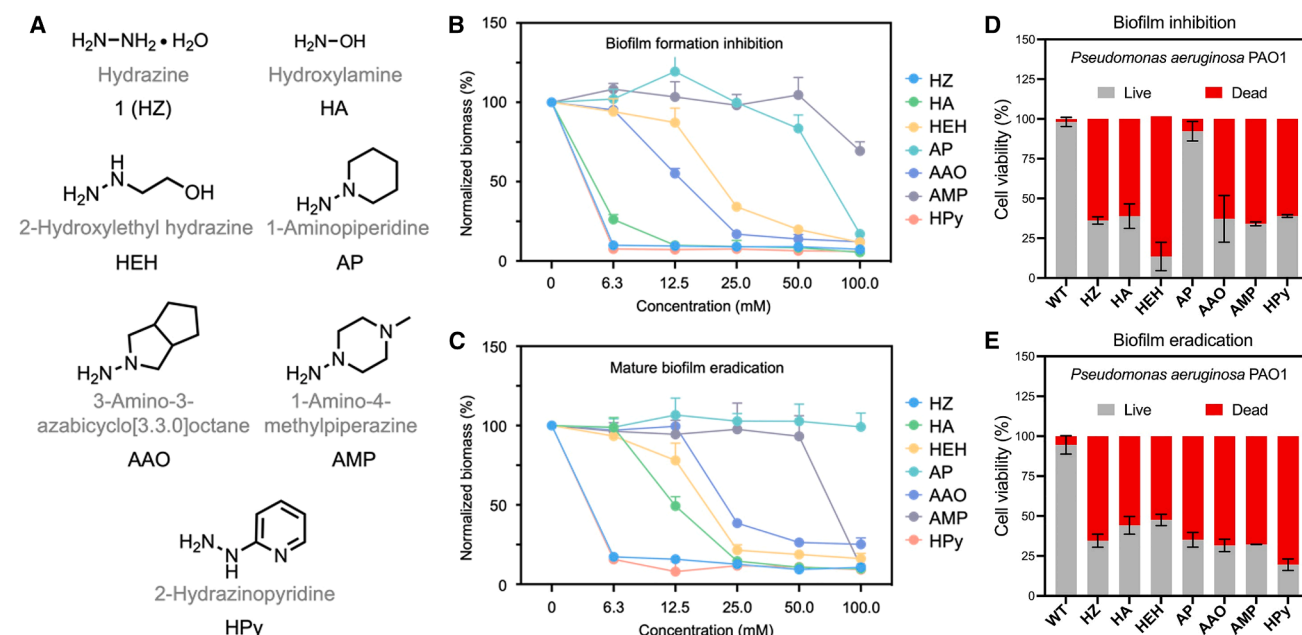 A
H₂N–NH₂ • H₂O
Hydrazine
1 (HZ)
H₂N–OH
Hydroxylamine
HA
H₂N
H
N
OH
2-Hydroxylethyl hydrazine
HEH
H₂N
N
1-Aminopiperidine
AP
H₂N
N
3-Amino-3-
azabicyclo[3.3.0]octane
AAO
H₂N
N
N
1-Amino-4-
methylpiperazine
AMP
H₂N
N
H
N
2-Hydrazinopyridine
HPy
B
Biofilm formation inhibition
Normalized biomass (%)
150
100
50
0
0 6.3 12.5 25.0 50.0 100.0
Concentration (mM)
HZ
HA
HEH
AP
AAO
AMP
HPy
C
Mature biofilm eradication
Normalized biomass (%)
150
100
50
0
0 6.3 12.5 25.0 50.0 100.0
Concentration (mM)
HZ
HA
HEH
AP
AAO
AMP
HPy
D
Biofilm inhibition
Pseudomonas aeruginosa PAO1
Live Dead
Cell viability (%)
150
125
100
75
50
25
0
WT HZ HA HEH AP AAO AMP HPy
E
Biofilm eradication
Pseudomonas aeruginosa PAO1
Live Dead
Cell viability (%)
150
125
100
75
50
25
0
WT HZ HA HEH AP AAO AMP HPy